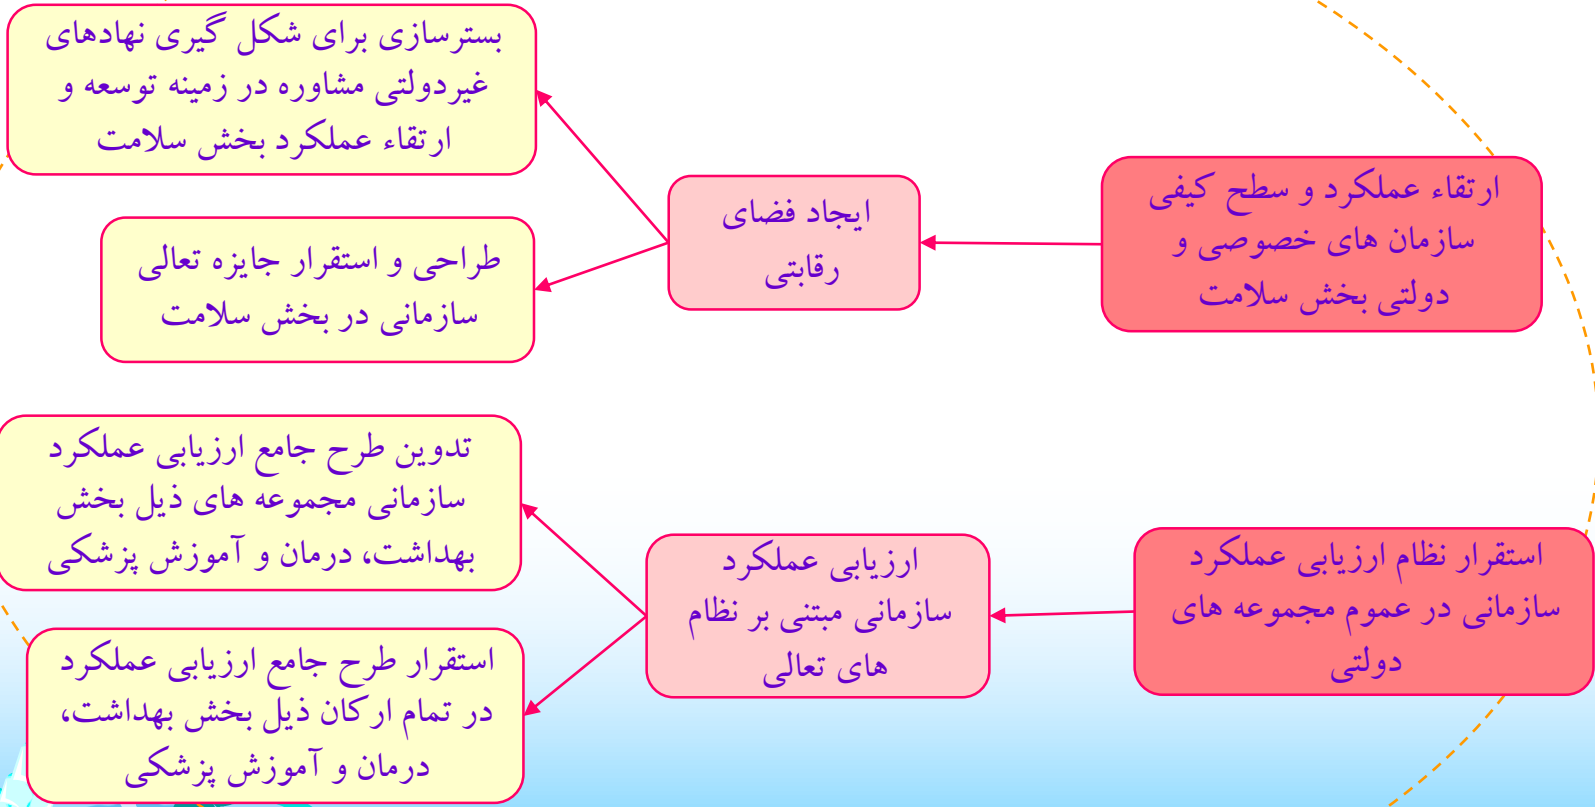 ارتقاء عملکرد و سطح کیفی
سازمان های خصوصی و
دولتی بخش سلامت
ایجاد فضای
رقابتی
بسترسازی برای شکل گیری نهادهای
غیردولتی مشاوره در زمینه توسعه و
ارتقاء عملکرد بخش سلامت
طراحی و استقرار جایزه تعالی
سازمانی در بخش سلامت
استقرار نظام ارزیابی عملکرد
سازمانی در عموم مجموعه های
دولتی
ارزیابی عملکرد
سازمانی مبتنی بر نظام
های تعالی
تدوین طرح جامع ارزیابی عملکرد
سازمانی مجموعه های ذیل بخش
بهداشت، درمان و آموزش پزشکی
استقرار طرح جامع ارزیابی عملکرد
در تمام ارکان ذیل بخش بهداشت،
درمان و آموزش پزشکی